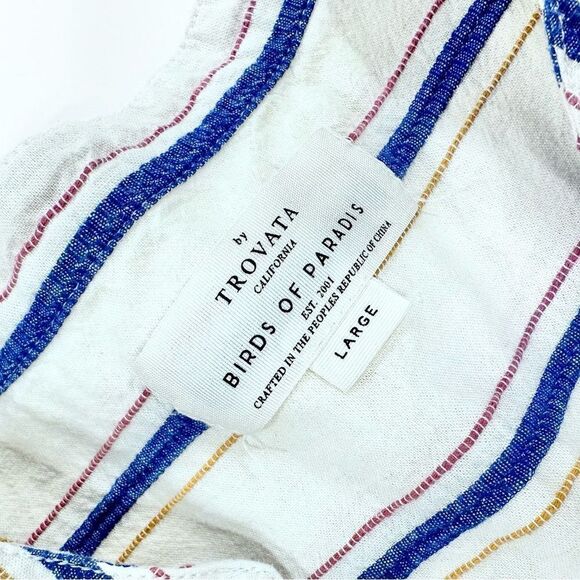 by
TROVATA
CALIFORNIA
BIRDS OF PARADIS
EST. 2001
CRAFTED IN THE PEOPLES REPUBLIC OF CHINA
LARGE